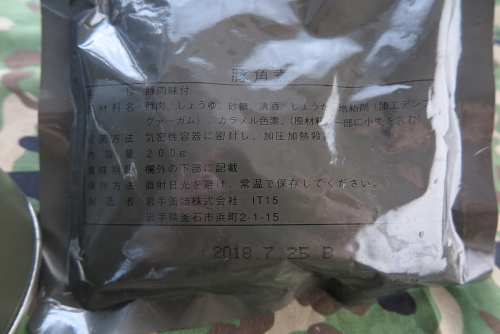 豚角煮
名 称 豚肉味付
原材料名 豚肉、しょうゆ、砂糖、清酒、しょうが、増粘剤（加工デンプ
グァーガム）、カラメル色素、（原材料の一部に小麦を含む）
殺菌方法 気密性容器に密封し、加圧加熱殺
内 容 量 200g
賞味期限 欄外の下部に記載
保存方法 直射日光を避け、常温で保存してください。
製 造 者 岩手缶詰株式会社 IT15
岩手県釜石市浜町2-1-15
2018.7.25 B